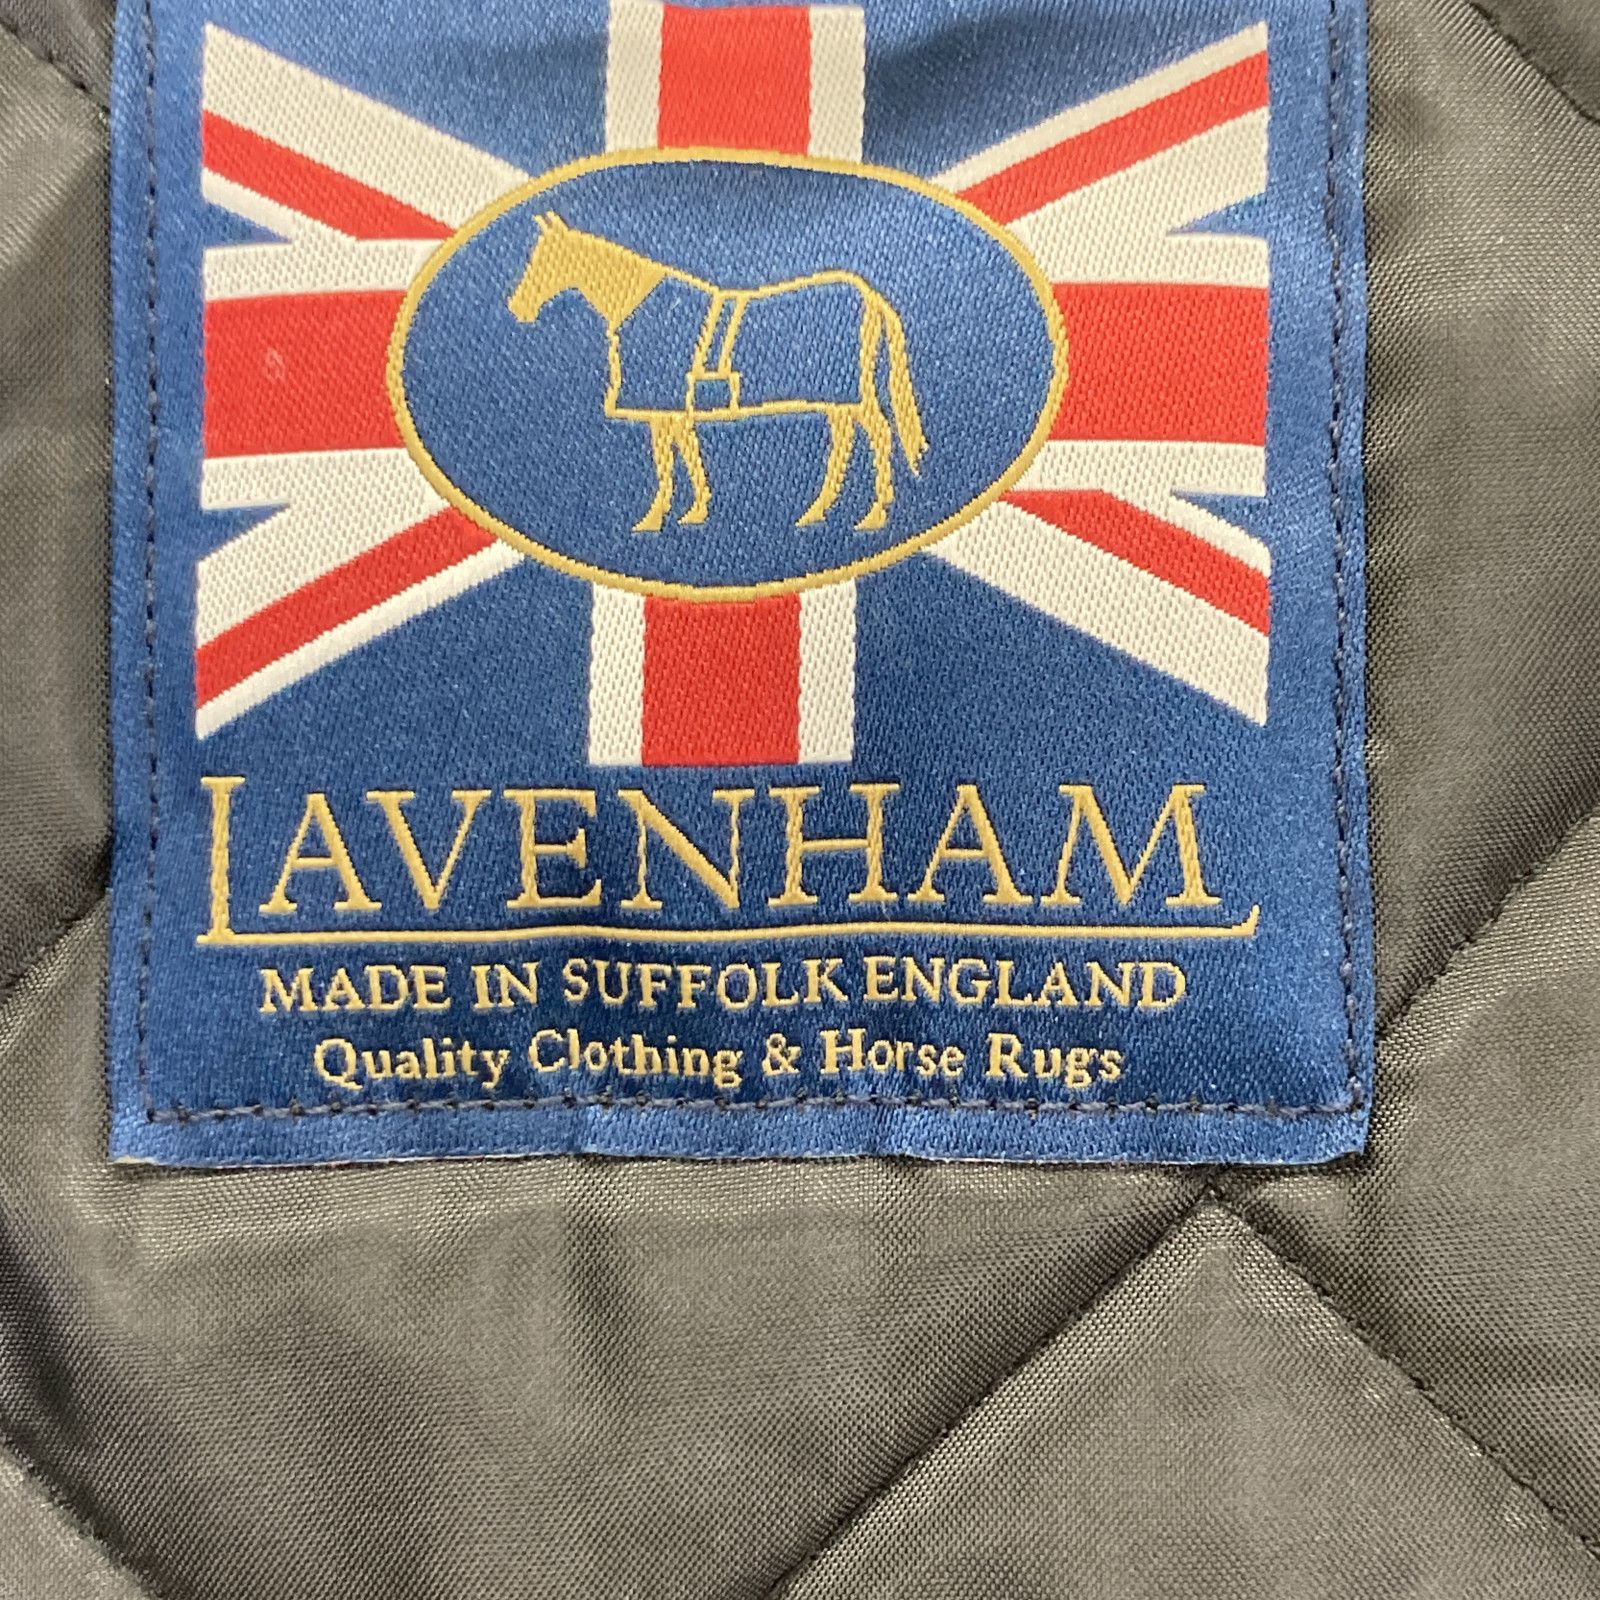 LAVENHAM
MADE IN SUFFOLK ENGLAND
Quality Clothing & Horse Rugs